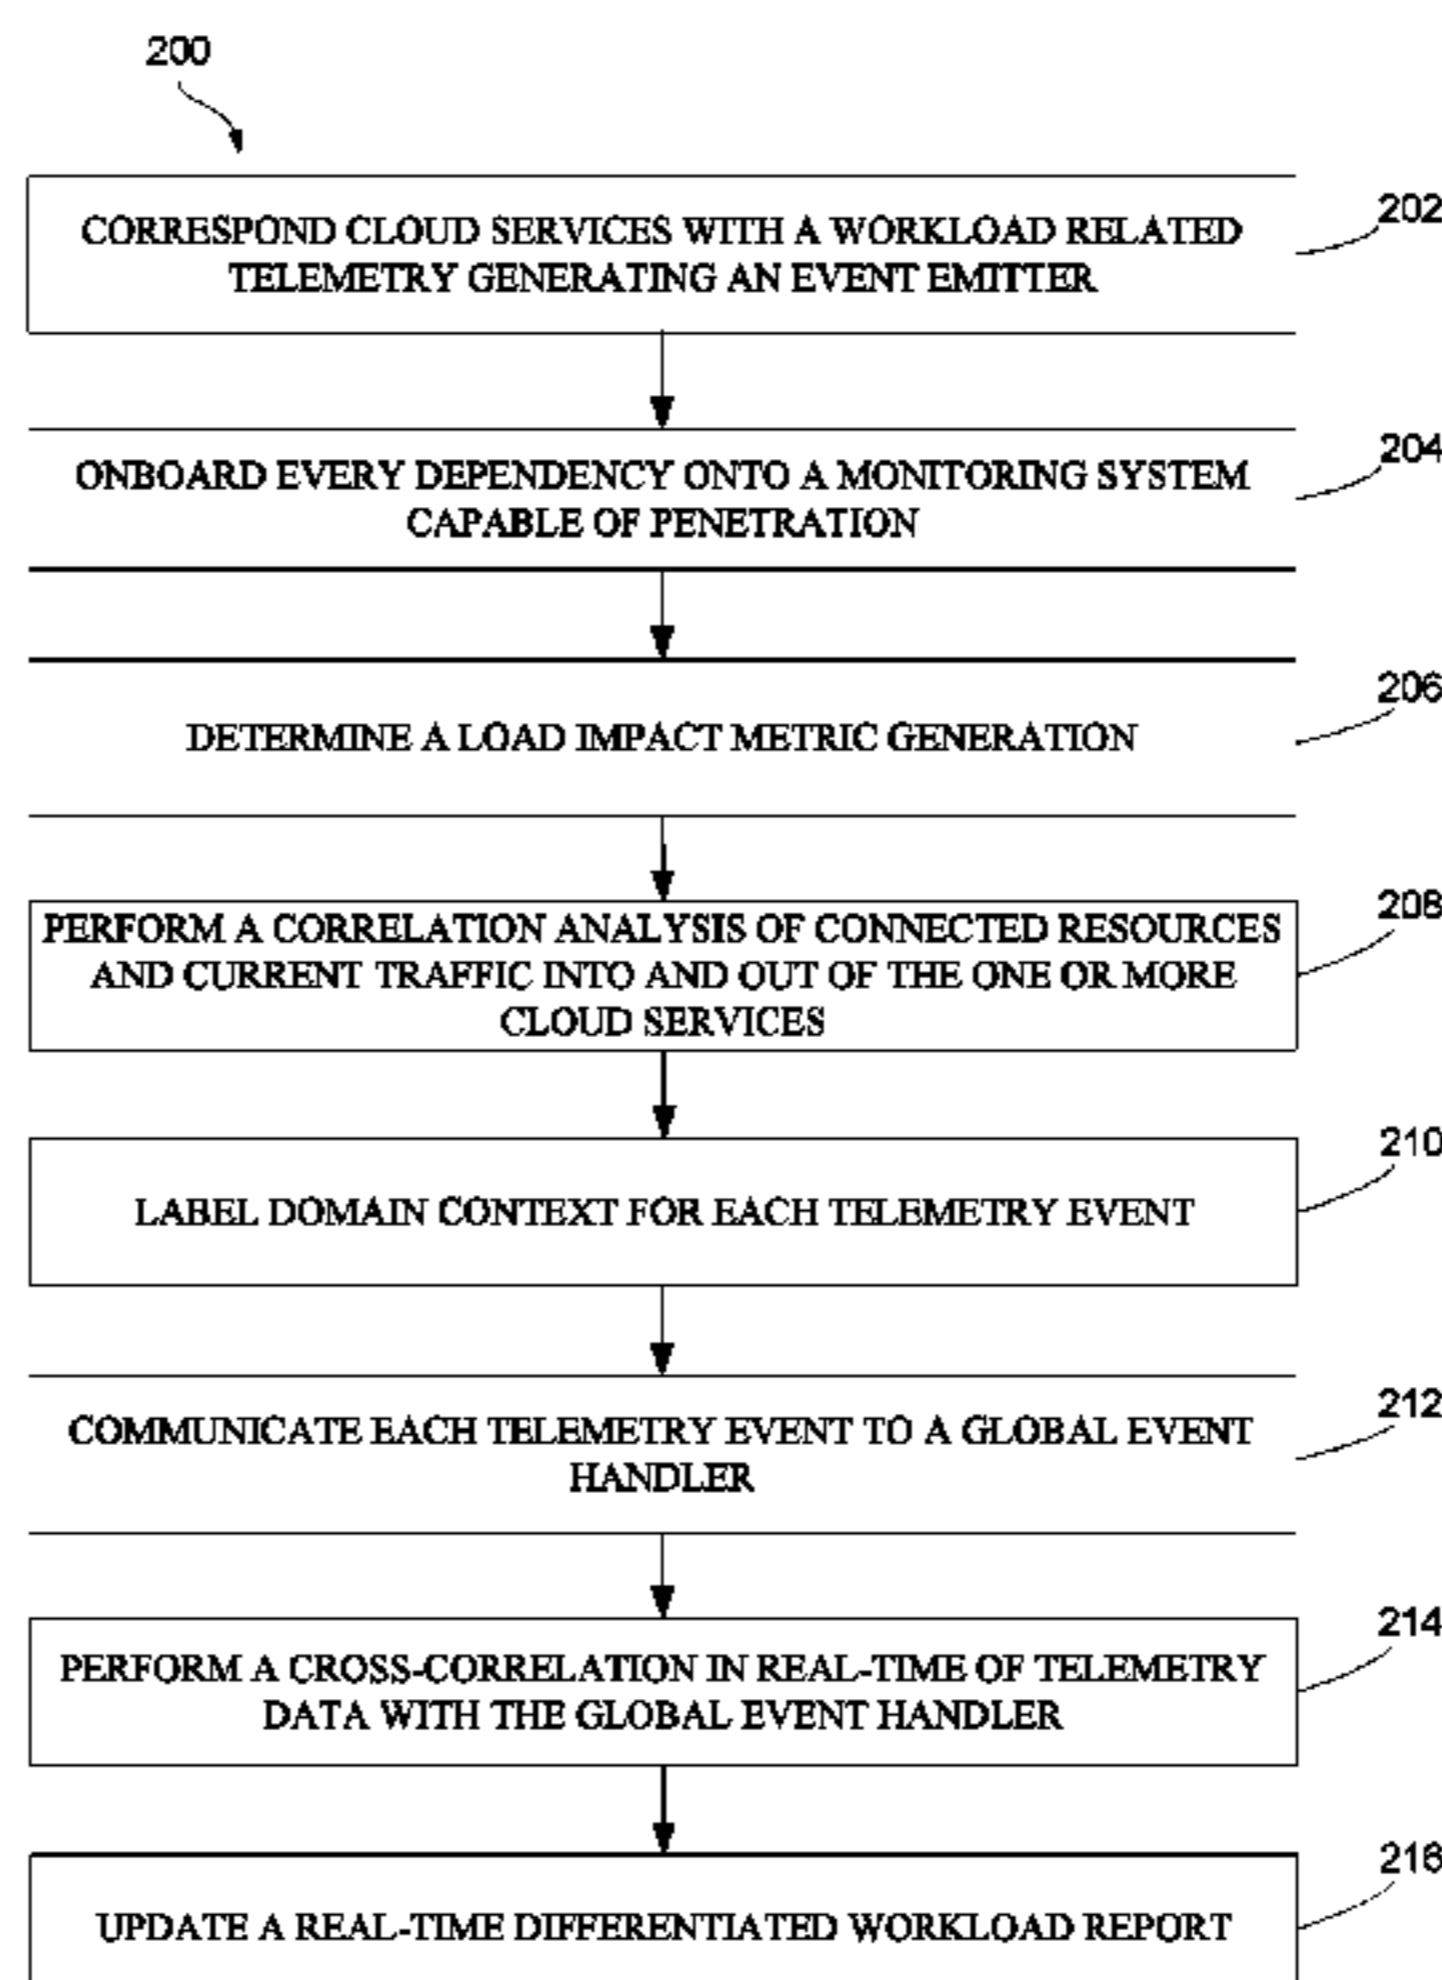 200
CORRESPOND CLOUD SERVICES WITH A WORKLOAD RELATED
TELEMETRY GENERATING AN EVENT EMITTER
202
ONBOARD EVERY DEPENDENCY ONTO A MONITORING SYSTEM
CAPABLE OF PENETRATION
204
DETERMINE A LOAD IMPACT METRIC GENERATION
206
PERFORM A CORRELATION ANALYSIS OF CONNECTED RESOURCES
AND CURRENT TRAFFIC INTO AND OUT OF THE ONE OR MORE
CLOUD SERVICES
208
LABEL DOMAIN CONTEXT FOR EACH TELEMETRY EVENT
210
COMMUNICATE EACH TELEMETRY EVENT TO A GLOBAL EVENT
HANDLER
212
PERFORM A CROSS-CORRELATION IN REAL-TIME OF TELEMETRY
DATA WITH THE GLOBAL EVENT HANDLER
214
UPDATE A REAL-TIME DIFFERENTIATED WORKLOAD REPORT
216